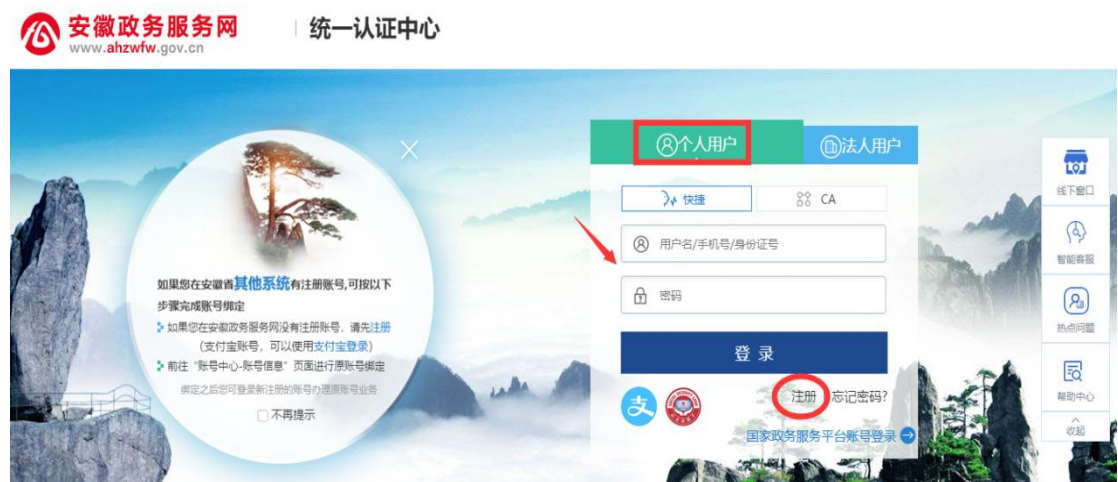 安徽政务服务网
www.ahzwfw.gov.cn
统一认证中心
个人用户
法人用户
快捷
CA
用户名/手机号/身份证号
密码
登 录
注册
忘记密码?
国家政务服务平台账号登录
如果您在安徽省其他系统有注册账号,可按以下
步骤完成账号绑定
如果您在安徽政务服务网没有注册账号，请先注册
（支付宝账号，可以使用支付宝登录）
前往“账号中心-账号信息”页面进行原账号绑定
绑定之后您可登录新注册的账号办理原账号业务
不再提示
线下窗口
智能客服
热点问题
帮助中心
收起